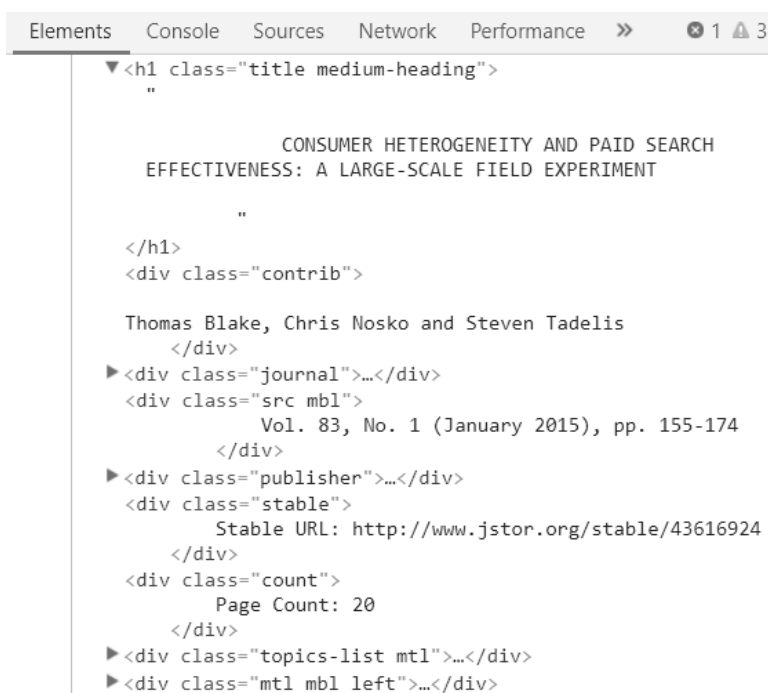 Elements Console Sources Network Performance » 1 3
▼<h1 class="title medium-heading">
"
CONSUMER HETEROGENEITY AND PAID SEARCH
EFFECTIVENESS: A LARGE-SCALE FIELD EXPERIMENT
"
</h1>
<div class="contrib">
Thomas Blake, Chris Nosko and Steven Tadelis
</div>
▶<div class="journal">…</div>
<div class="src mbl">
Vol. 83, No. 1 (January 2015), pp. 155-174
</div>
▶<div class="publisher">…</div>
<div class="stable">
Stable URL: http://www.jstor.org/stable/43616924
</div>
<div class="count">
Page Count: 20
</div>
▶<div class="topics-list mtl">…</div>
▶<div class="mtl mbl left">…</div>